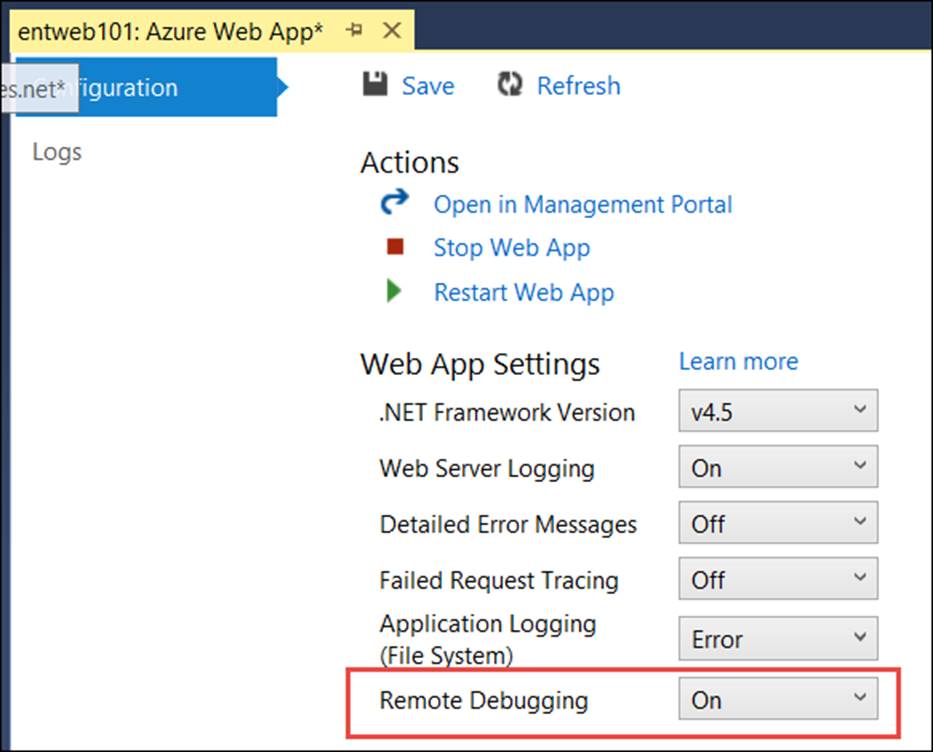 entweb101: Azure Web App*
es.net*
figuration
Save
Refresh
Logs
Actions
Open in Management Portal
Stop Web App
Restart Web App
Web App Settings
Learn more
.NET Framework Version
v4.5
Web Server Logging
On
Detailed Error Messages
Off
Failed Request Tracing
Off
Application Logging
(File System)
Error
Remote Debugging
On